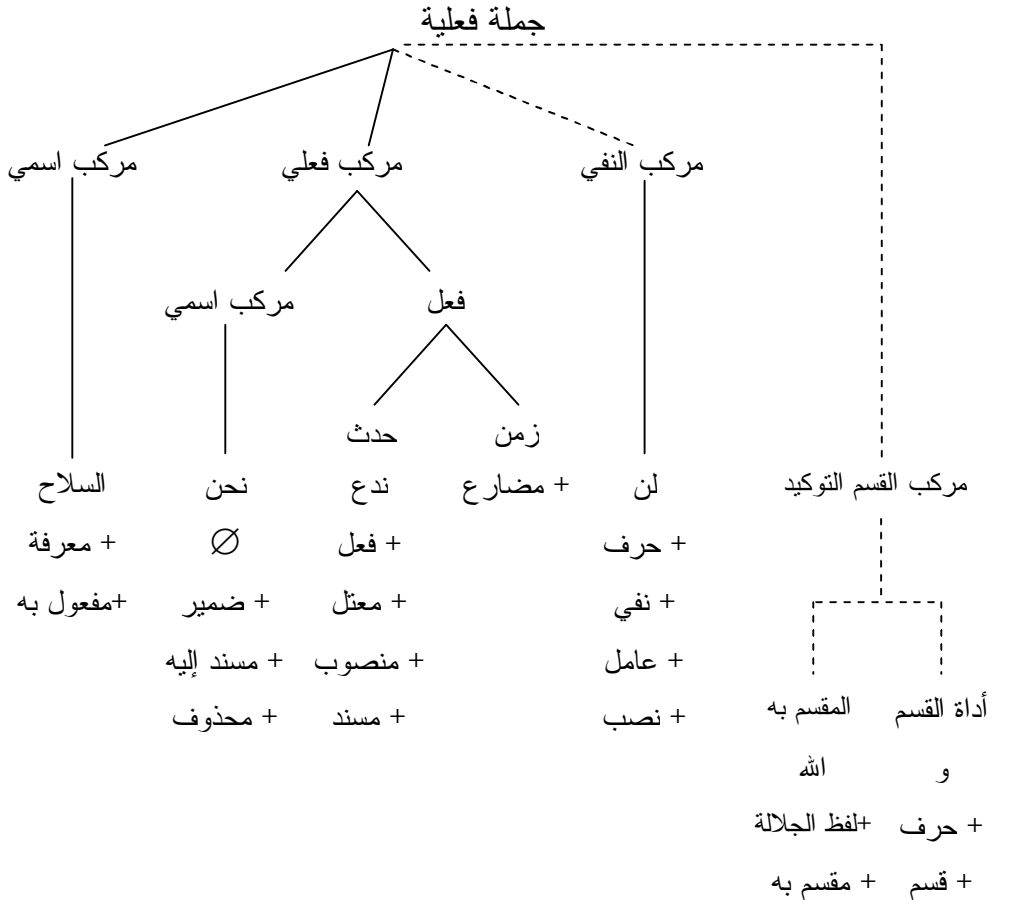 جملة فعلية
مركب النفي مركب فعلي مركب اسمي
فعل مركب اسمي
زمن حدث
مركب القسم التوكيد لن + مضارع ندع نحن السلاح
+ حرف + فعل ∅ + معرفة
+ نفي + معتل + ضمير +مفعول به
+ عامل + منصوب + مسند إليه
+ نصب + مسند + محذوف
أداة القسم المقسم به
و الله
+ حرف +لفظ الجلالة
+ قسم + مقسم به